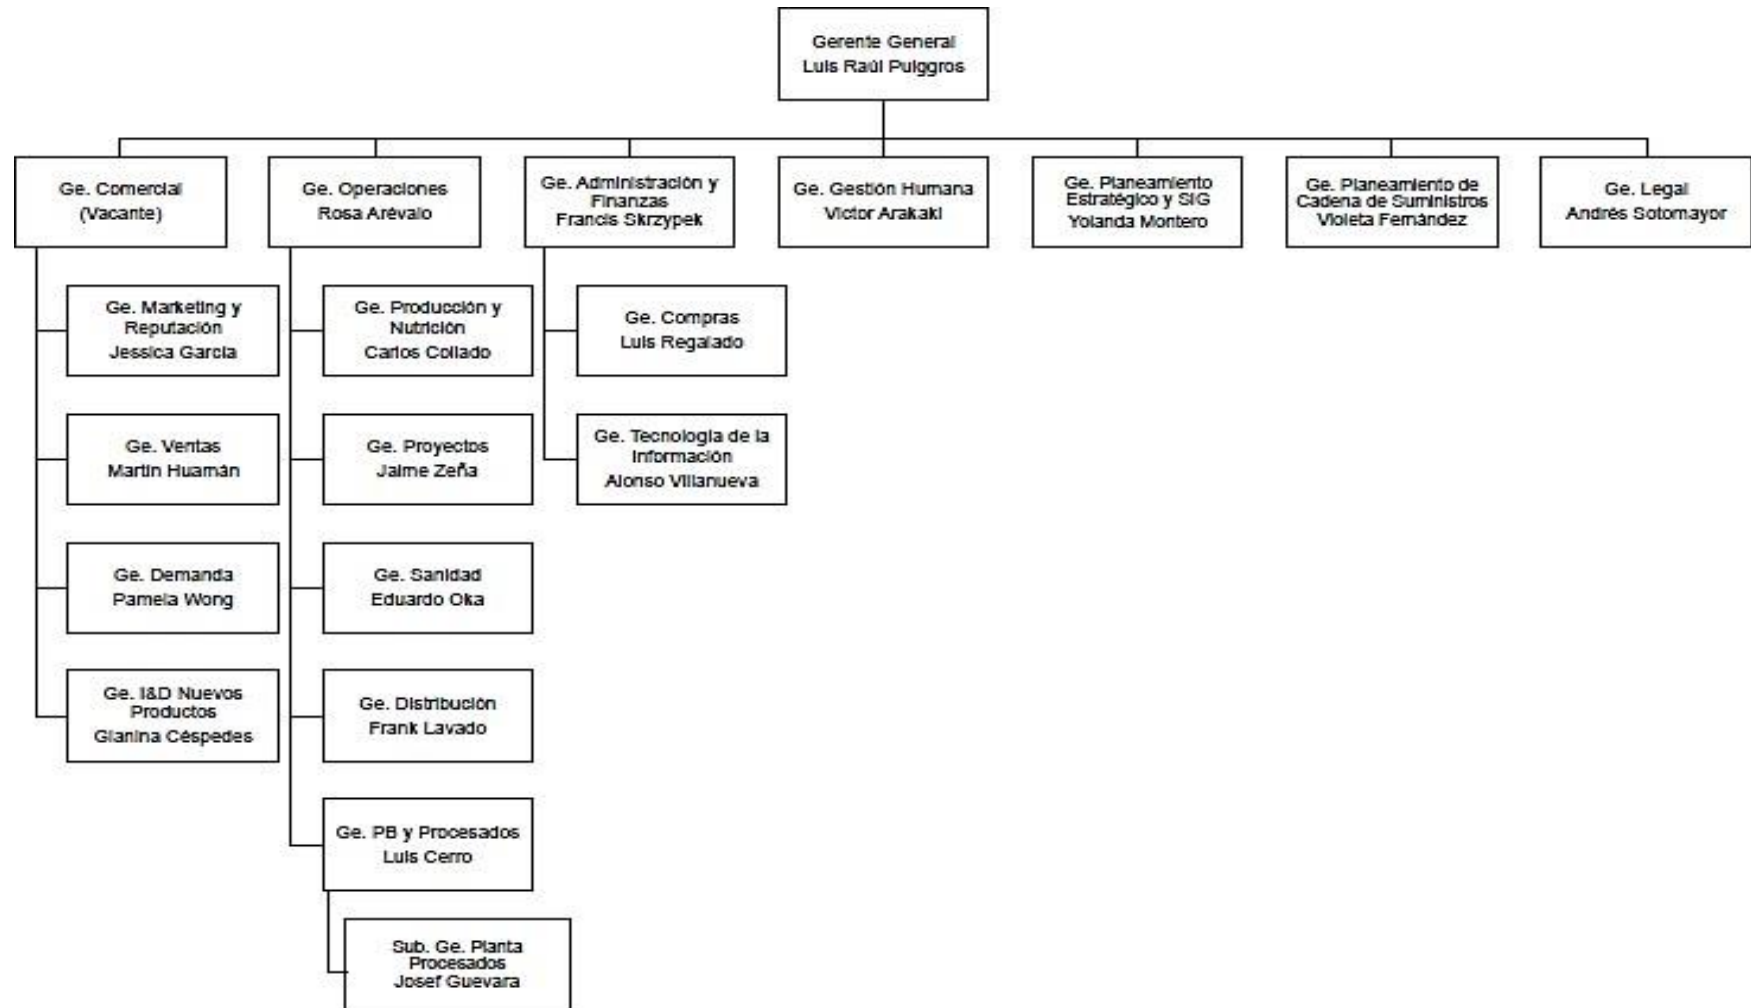 Gerente General
Luis Raúl Pulggros
Ge. Comercial
(Vacante)
Ge. Operaciones
Rosa Arévalo
Ge. Administración y
Finanzas
Francis Skrzypek
Ge. Gestión Humana
Victor Arakaki
Ge. Planeamiento
Estratégico y SIG
Yolanda Montero
Ge. Planeamiento de
Cadena de Suministros
Violeta Fernández
Ge. Legal
Andrés Sotomayor
Ge. Marketing y
Reputación
Jessica García
Ge. Ventas
Martín Huamán
Ge. Demanda
Pamela Wong
Ge. I&D Nuevos
Productos
Gianina Céspedes
Ge. Producción y
Nutrición
Carlos Collado
Ge. Proyectos
Jaime Zeña
Ge. Sanidad
Eduardo Oka
Ge. Distribución
Frank Lavado
Ge. PB y Procesados
Luis Cerro
Sub. Ge. Planta
Procesados
Josef Guevara
Ge. Compras
Luis Regalado
Ge. Tecnología de la
Información
Alonso Villanueva